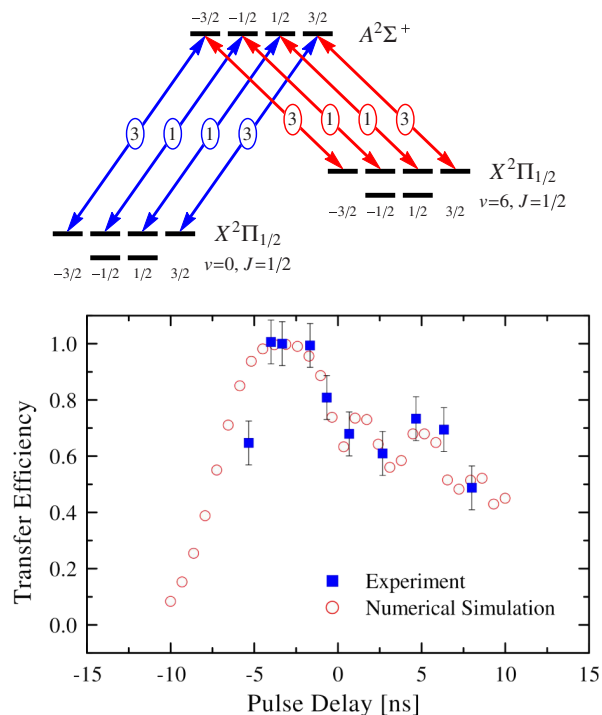 −3/2 −1/2 1/2 3/2 A²Σ⁺
3 1 1 3 3 1 1 3
X²Π₁/₂
−3/2 −1/2 1/2 3/2 v=6, J=1/2
X²Π₁/₂
−3/2 −1/2 1/2 3/2 v=0, J=1/2
1.0
0.8
0.6
0.4
0.2
0.0
Transfer Efficiency
Experiment
Numerical Simulation
-15 -10 -5 0 5 10 15
Pulse Delay [ns]